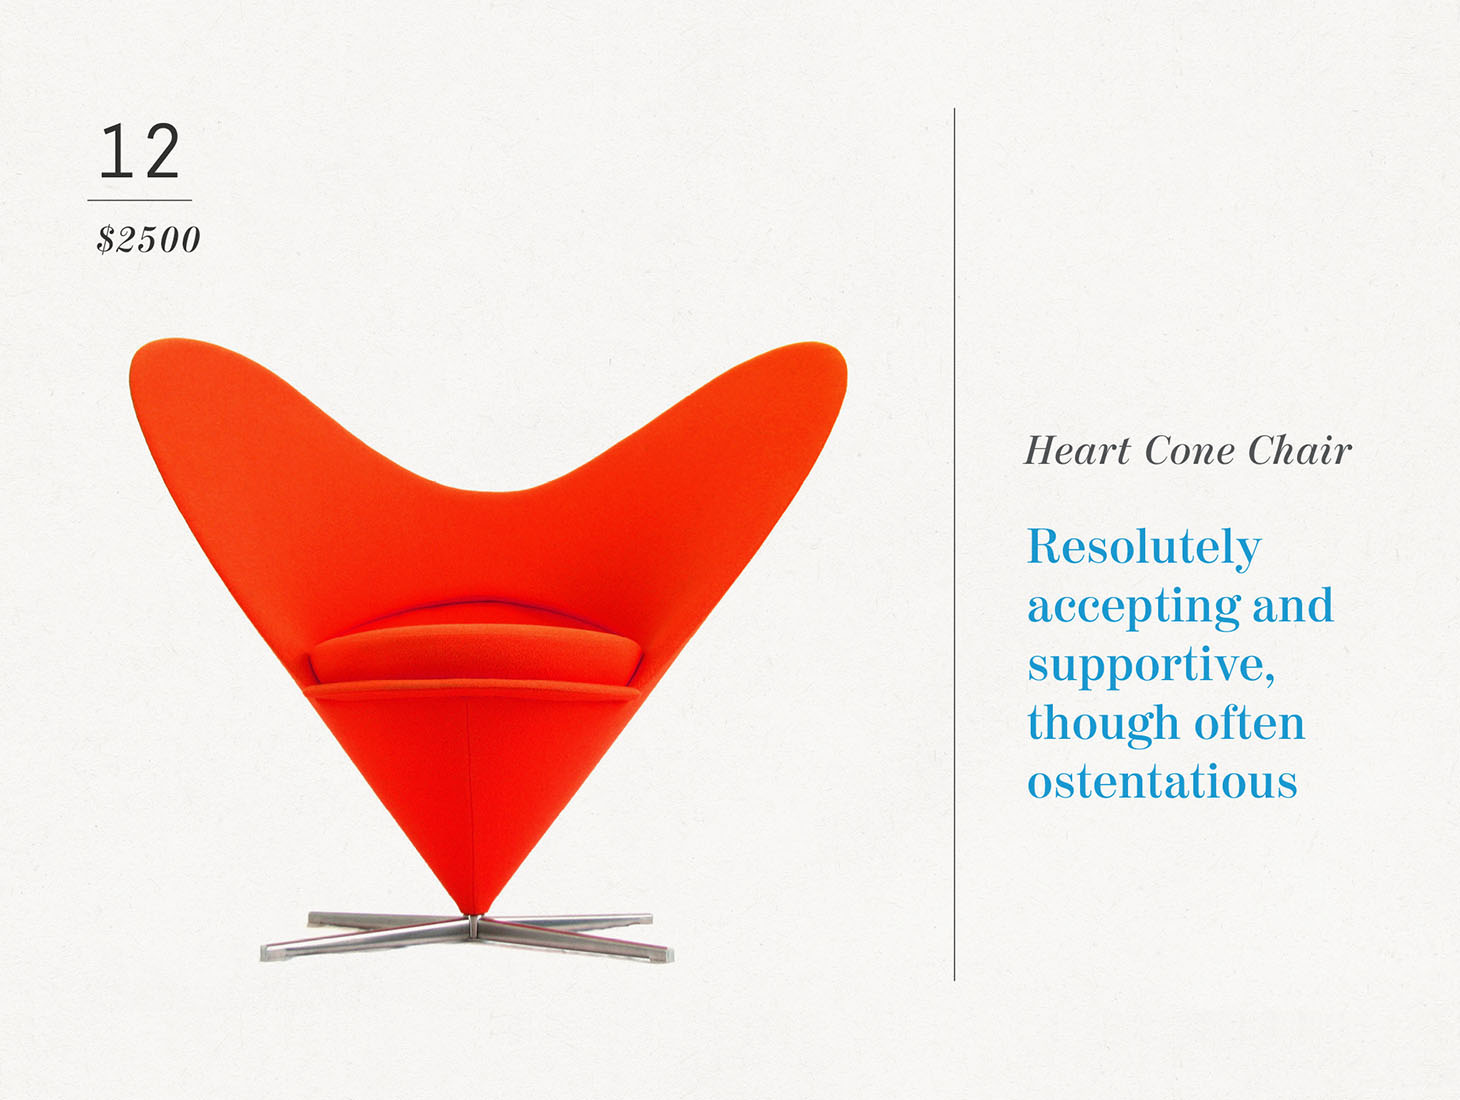 12
$2500
Heart Cone Chair
Resolutely
accepting and
supportive,
though often
ostentatious